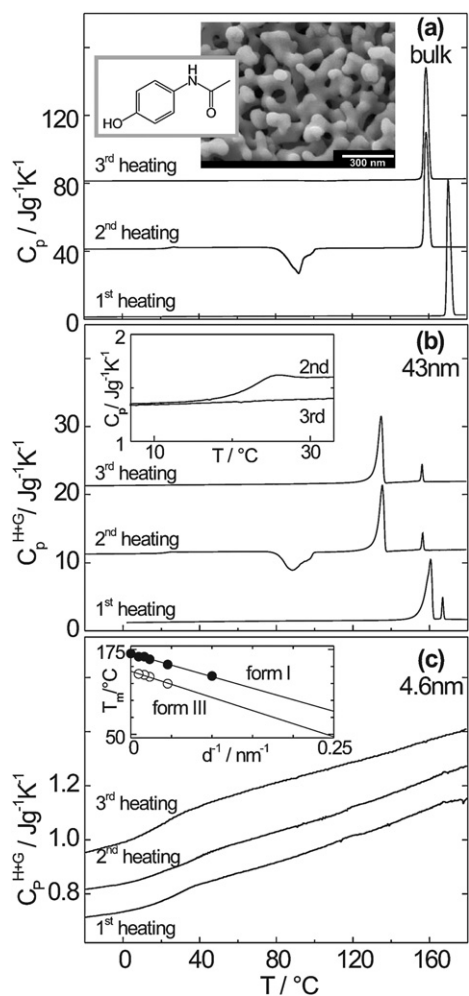 (a)
bulk
HO
H
N
O
300 nm
120
80
40
0
C_p / Jg⁻¹K⁻¹
3rd heating
2nd heating
1st heating
(b)
43nm
2
1
C_p / Jg⁻¹K⁻¹
2nd
3rd
10 30
T / °C
30
20
10
0
C_p^H+G / Jg⁻¹K⁻¹
3rd heating
2nd heating
1st heating
(c)
4.6nm
175
50
T_m / °C
form I
form III
0 0.25
d⁻¹ / nm⁻¹
1.2
1.0
0.8
C_p^H+G / Jg⁻¹K⁻¹
3rd heating
2nd heating
1st heating
0 40 80 120 160
T / °C